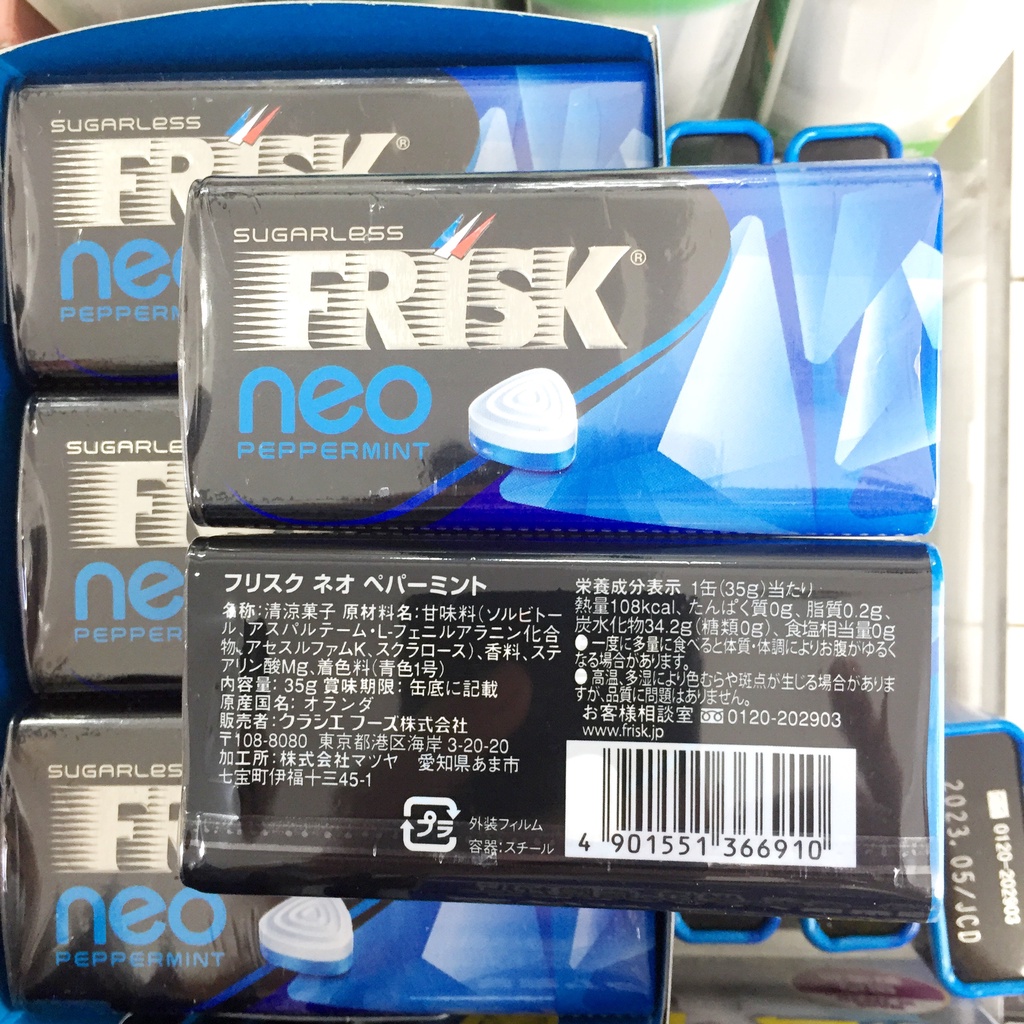 SUGARLESS
FRISK®
neo
PEPPERMINT
SUGARLESS
FRISK®
neo
PEPPERMINT
SUGARLESS
neo
PEPPERMINT
フリスク ネオ ペパーミント
名称:清涼菓子 原材料名:甘味料(ソルビトー
ル、アスパルテーム・L-フェニルアラニン化合
物、アセスルファムK、スクラロース)、香料、ステ
アリン酸Mg、着色料(青色1号)
内容量: 35g 賞味期限: 缶底に記載
原産国名: オランダ
販売者:クラシエ フーズ株式会社
〒108-8080 東京都港区海岸 3-20-20
加工所:株式会社マツヤ 愛知県あま市
七宝町伊福十三45-1
外装フィルム
容器:スチール
プラ
栄養成分表示 1缶(35g)当たり
熱量108kcal、たんぱく質0g、脂質0.2g、
炭水化物34.2g(糖類0g)、食塩相当量0g
●一度に多量に食べると体質・体調によりお腹がゆるく
なる場合があります。
●高温、多湿により色むらや斑点が生じる場合がありま
すが、品質に問題はありません。
お客様相談室 0120-202903
www.frisk.jp
4 901551 366910
SUGARLESS
neo
PEPPERMINT
0120-202903
2023.05/JCD